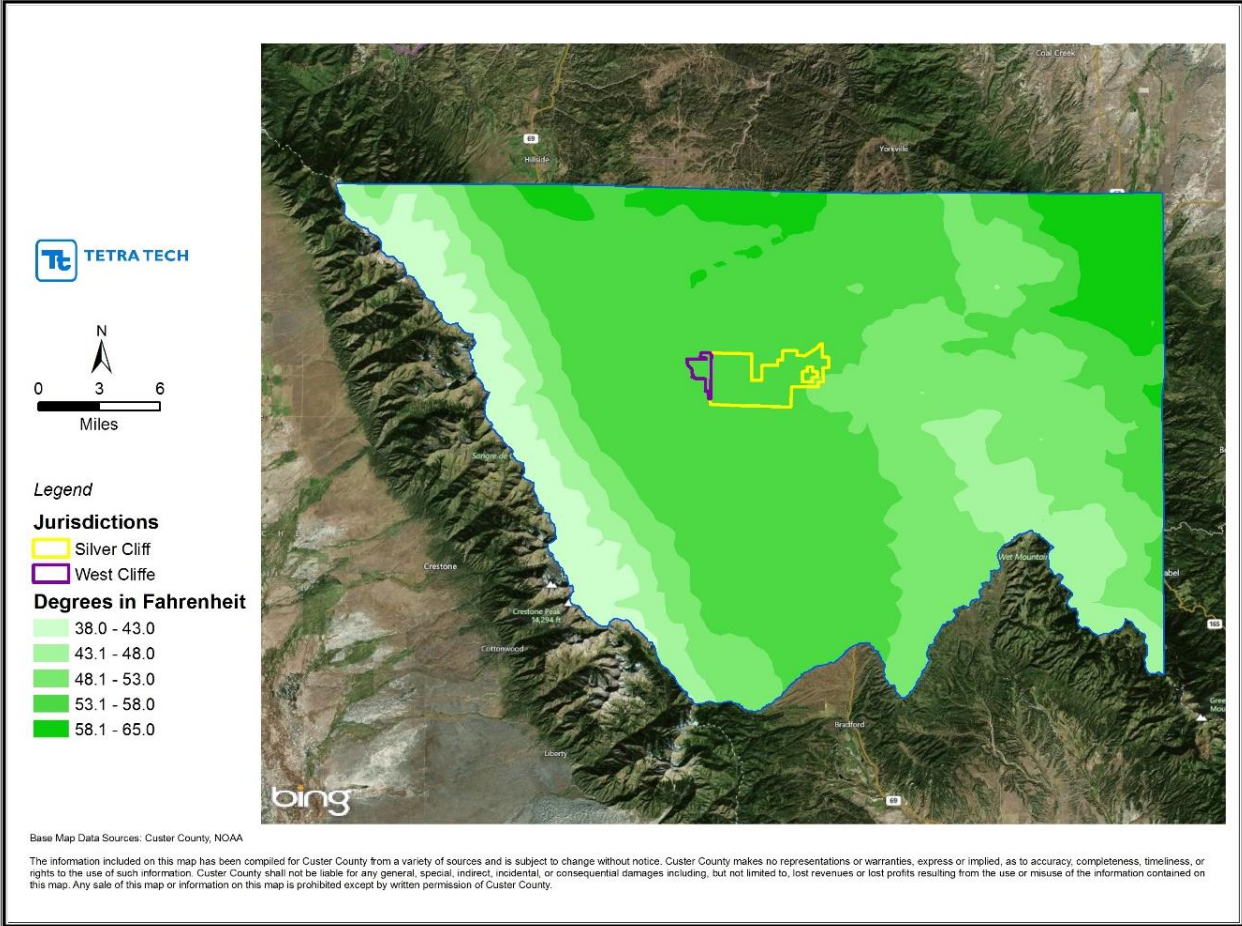 Coal Creek
69
Hillside
Yorkville
TETRA TECH
N
0 3 6
Miles
Legend
Jurisdictions
Silver Cliff
West Cliffe
Degrees in Fahrenheit
38.0 - 43.0
43.1 - 48.0
48.1 - 53.0
53.1 - 58.0
58.1 - 65.0
Sangre de C
Crestone
Wet Mountain
abel
165
Crestone Peak
14,294 ft
Cottonwood
Gree
Mou
Bradford
Liberty
69
bing
Base Map Data Sources: Custer County, NOAA
The information included on this map has been compiled for Custer County from a variety of sources and is subject to change without notice. Custer County makes no representations or warranties, express or implied, as to accuracy, completeness, timeliness, or
rights to the use of such information. Custer County shall not be liable for any general, special, indirect, incidental, or consequential damages including, but not limited to, lost revenues or lost profits resulting from the use or misuse of the information contained on
this map. Any sale of this map or information on this map is prohibited except by written permission of Custer County.